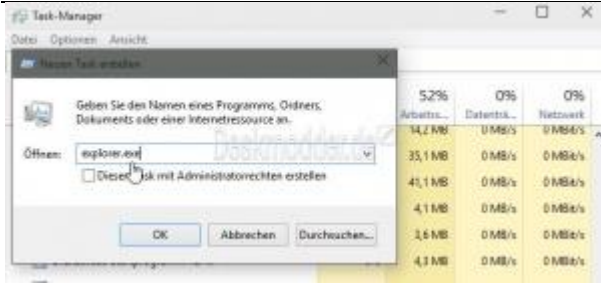 Task-Manager
Datei Optionen Ansicht
Neuen Task erstellen
Geben Sie den Namen eines Programms, Ordners,
Dokuments oder einer Internetressource an.
Öffnen: explorer.exe
Diesen Task mit Administratorrechten erstellen
OK Abbrechen Durchsuchen...
52% 0% 0%
Arbeitss... Datenträ... Netzwerk
14,2 MB 0 MB/s 0 MBit/s
35,1 MB 0 MB/s 0 MBit/s
41,1 MB 0 MB/s 0 MBit/s
4,1 MB 0 MB/s 0 MBit/s
3,6 MB 0 MB/s 0 MBit/s
4,3 MB 0 MB/s 0 MBit/s
Deskmodder.de